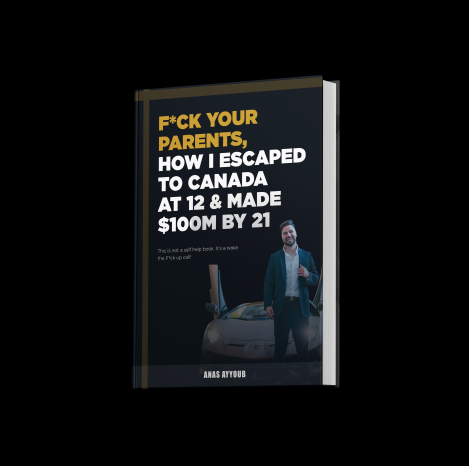 F*CK YOUR
PARENTS,
HOW I ESCAPED
TO CANADA
AT 12 & MADE
$100M BY 21
This is not a self help book. It's a wake
the F*ck up call!
ANAS AYYOUB